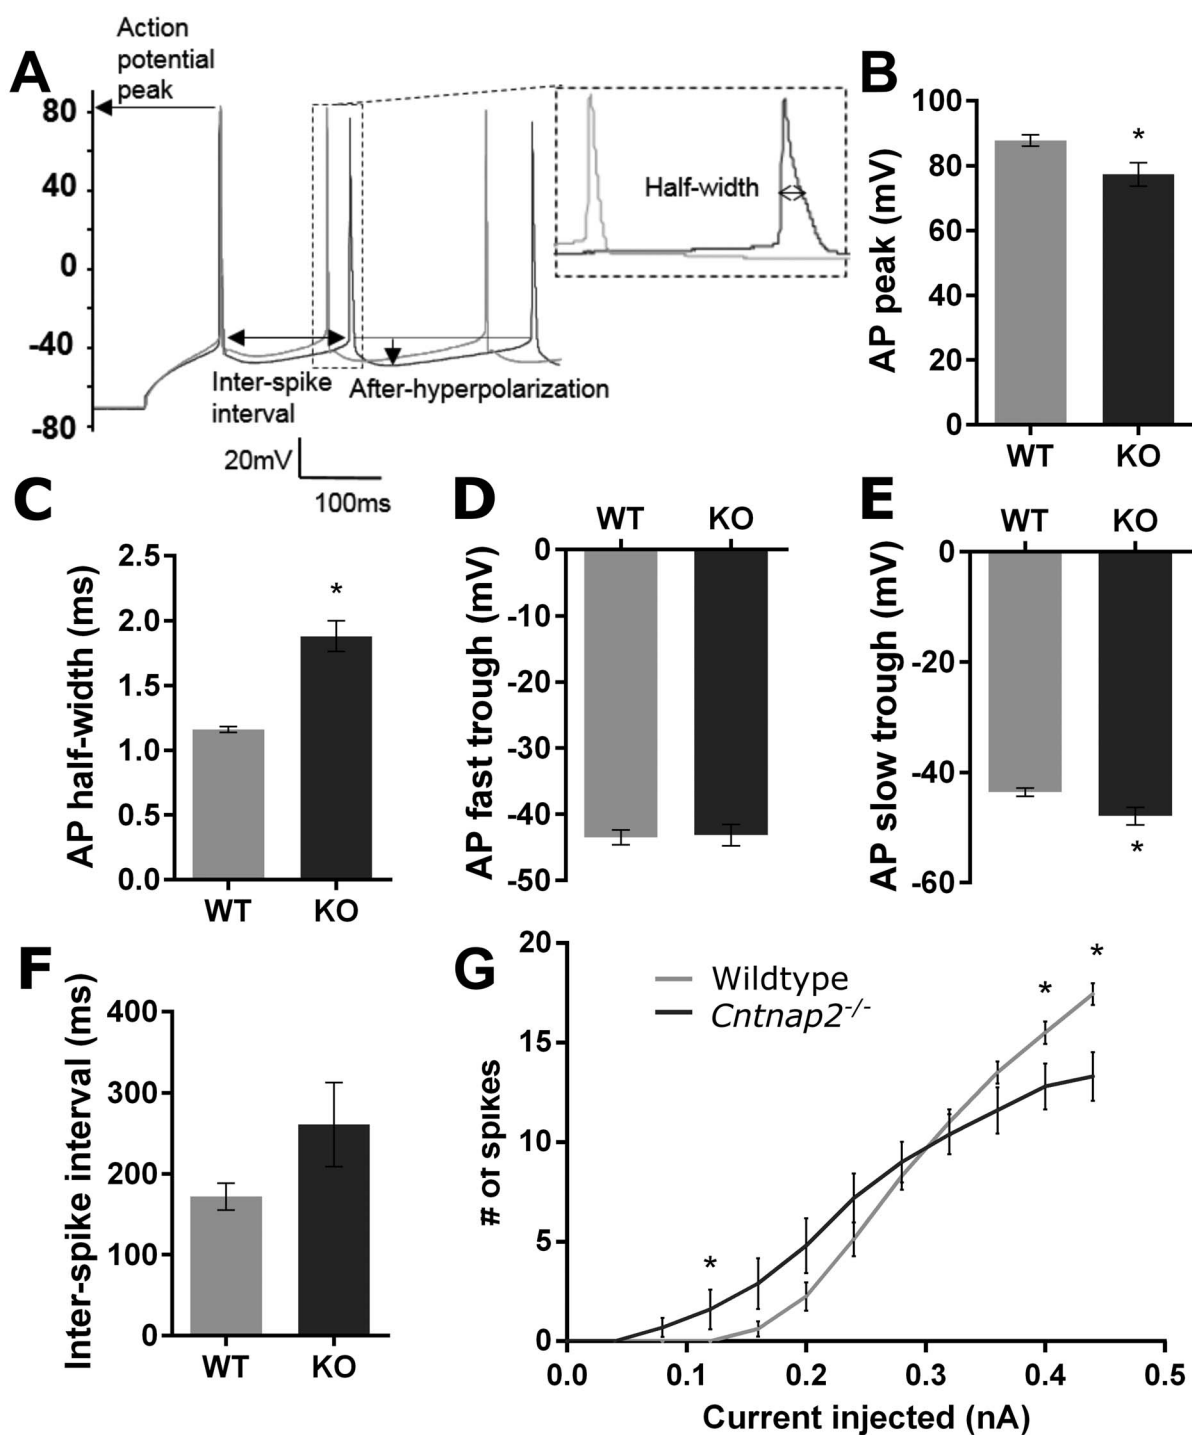 A
Action
potential
peak
80
40
0
-40
-80
Half-width
Inter-spike
interval
After-hyperpolarization
20mV
100ms
B
AP peak (mV)
100
80
60
40
20
0
*
WT KO
C
AP half-width (ms)
2.5
2.0
1.5
1.0
0.5
0.0
*
WT KO
D
AP fast trough (mV)
WT KO
0
-10
-20
-30
-40
-50
E
AP slow trough (mV)
WT KO
0
-20
-40
-60
*
F
Inter-spike interval (ms)
400
300
200
100
0
WT KO
G
# of spikes
20
15
10
5
0
Wildtype
Cntnap2-/-
*
*
*
0.0 0.1 0.2 0.3 0.4 0.5
Current injected (nA)